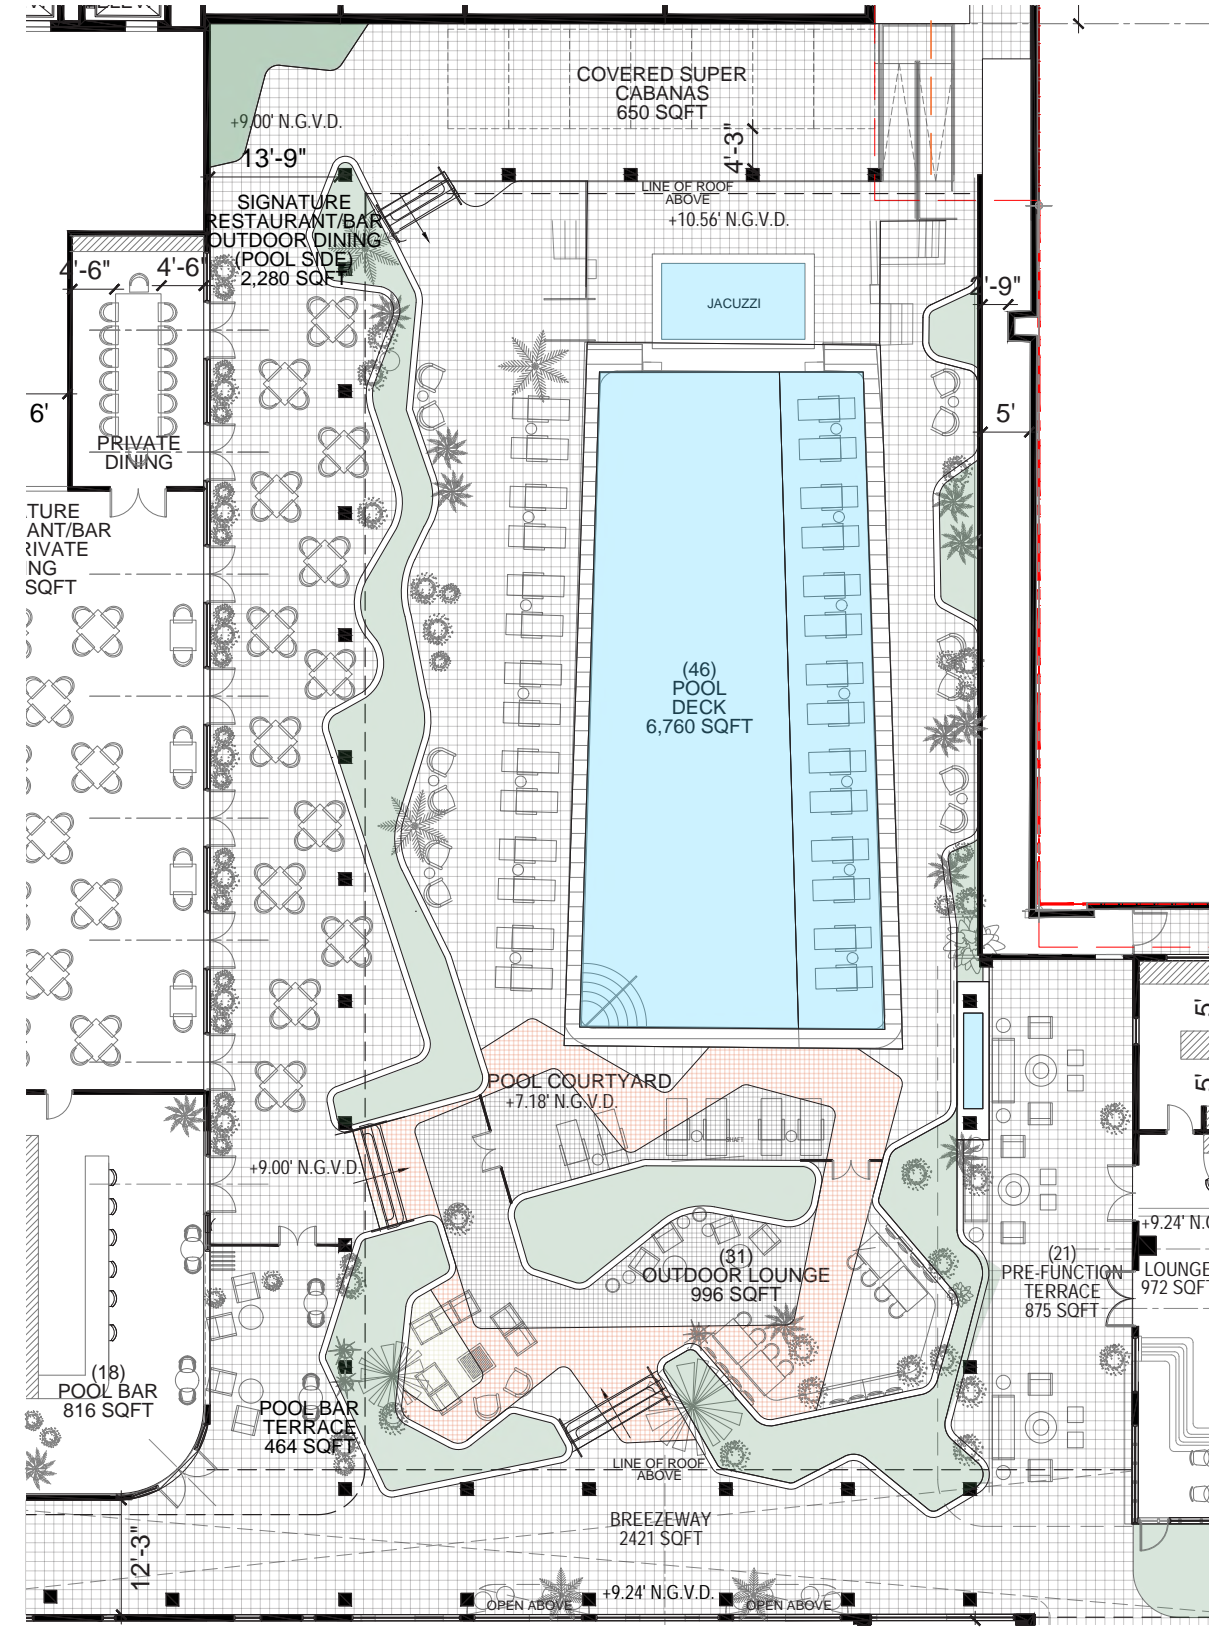 COVERED SUPER
CABANAS
650 SQFT
+9.00' N.G.V.D.
13'-9"
4'-3"
LINE OF ROOF
ABOVE
+10.56' N.G.V.D.
SIGNATURE
RESTAURANT/BAR
OUTDOOR DINING
(POOL SIDE)
2,280 SQFT
4'-6"
4'-6"
JACUZZI
2'-9"
6'
5'
PRIVATE
DINING
TURE
ANT/BAR
RIVATE
ING
SQFT
(46)
POOL
DECK
6,760 SQFT
5'
5'
POOL COURTYARD
+7.18' N.G.V.D.
SHAFT
+9.00' N.G.V.D.
+9.24' N.G
(31)
OUTDOOR LOUNGE
996 SQFT
(21)
PRE-FUNCTION
TERRACE
875 SQFT
LOUNGE
972 SQFT
(18)
POOL BAR
816 SQFT
POOL BAR
TERRACE
464 SQFT
LINE OF ROOF
ABOVE
BREEZEWAY
2421 SQFT
12'-3"
+9.24' N.G.V.D.
OPEN ABOVE
OPEN ABOVE